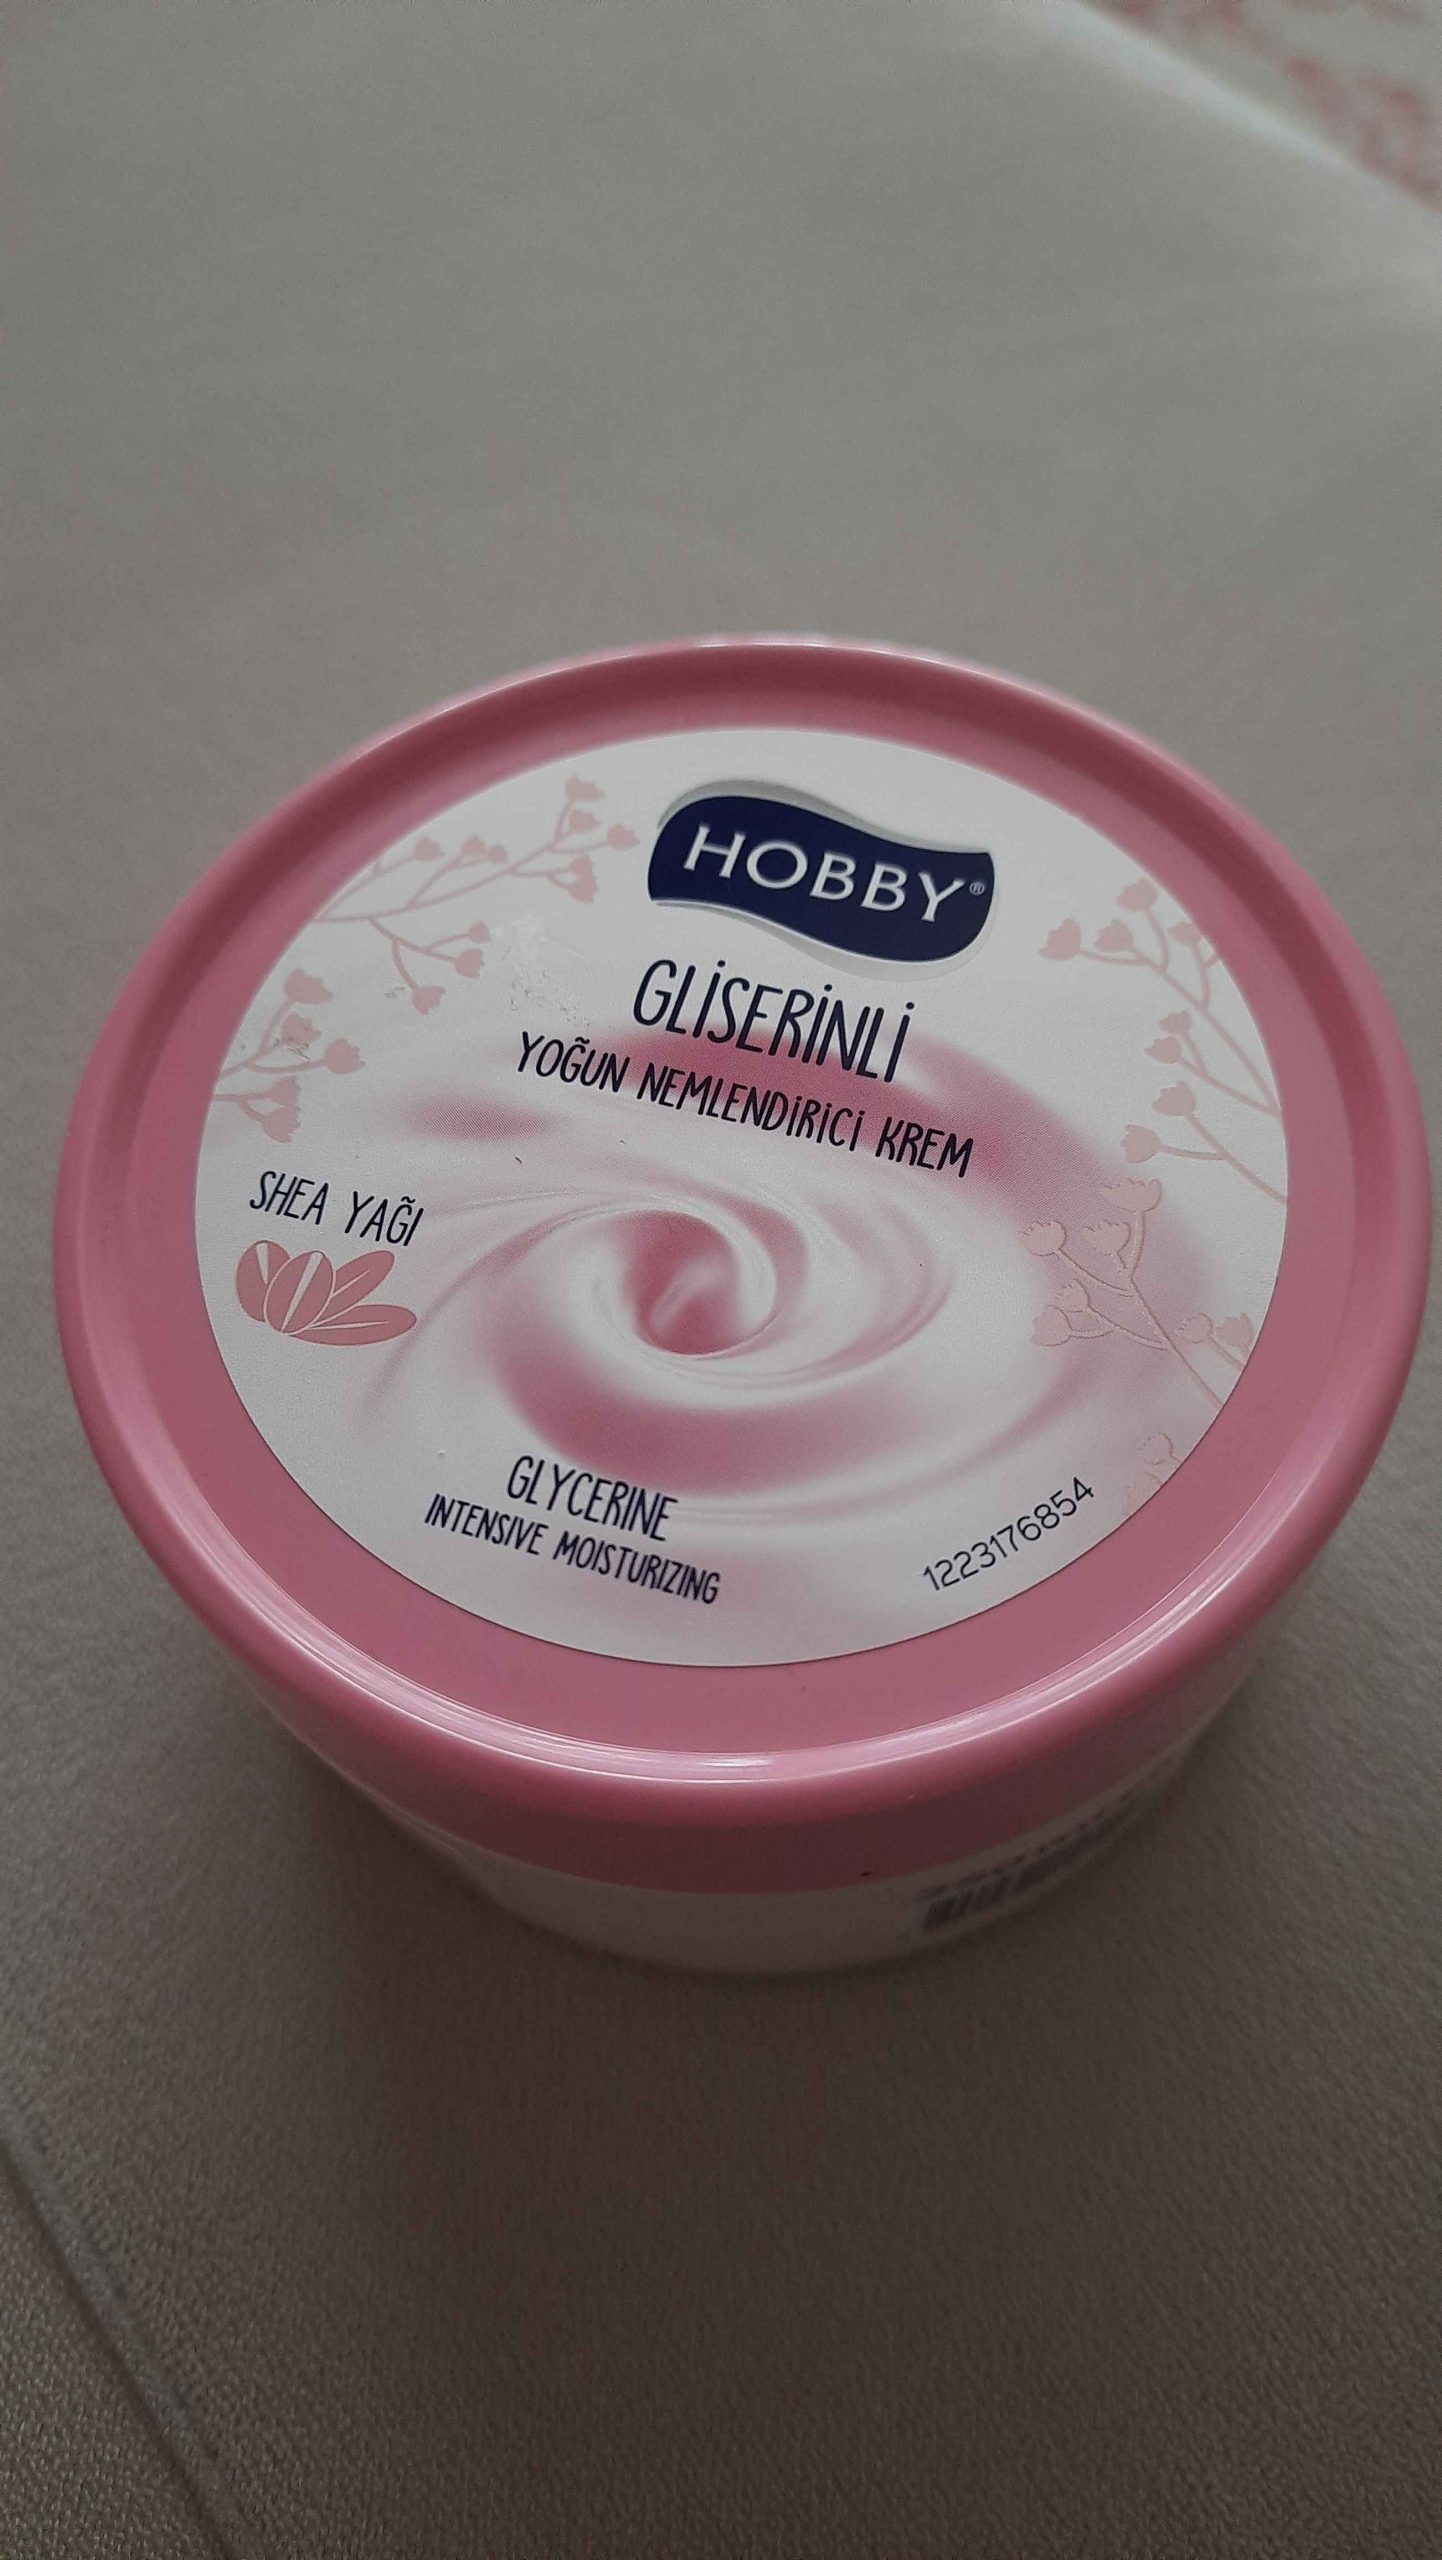 HOBBY®
GLİSERİNLİ
YOĞUN NEMLENDİRİCİ KREM
SHEA YAĞI
GLYCERINE
INTENSIVE MOISTURIZING
1223176854